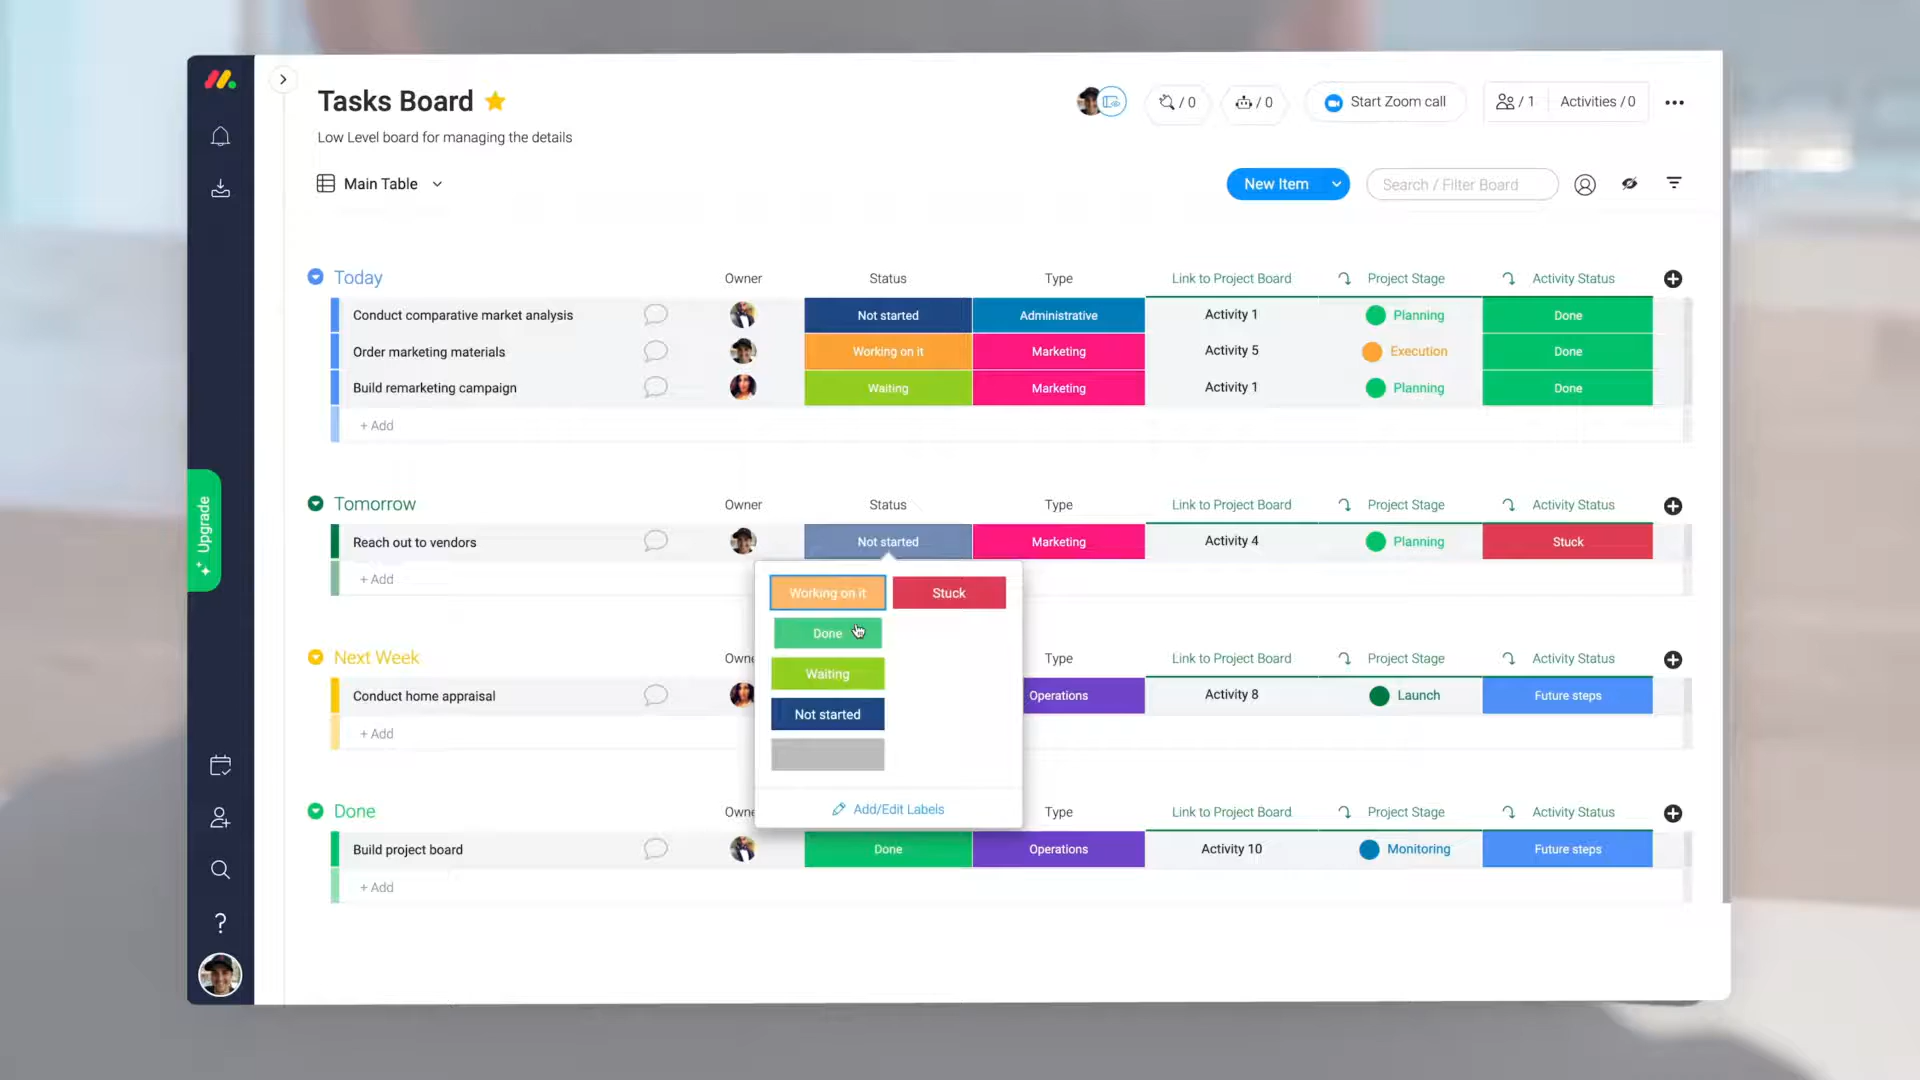 Tasks Board
/ 0
/ 0
Start Zoom call
/ 1
Activities / 0
Low Level board for managing the details
Main Table
New Item
Search / Filter Board
Today
Owner Status Type Link to Project Board Project Stage Activity Status
Conduct comparative market analysis Not started Administrative Activity 1 Planning Done
Order marketing materials Working on it Marketing Activity 5 Execution Done
Build remarketing campaign Waiting Marketing Activity 1 Planning Done
+ Add
Upgrade
Tomorrow
Owner Status Type Link to Project Board Project Stage Activity Status
Reach out to vendors Not started Marketing Activity 4 Planning Stuck
+ Add
Working on it Stuck
Done
Waiting
Not started
Add/Edit Labels
Next Week
Owne Type Link to Project Board Project Stage Activity Status
Conduct home appraisal Operations Activity 8 Launch Future steps
+ Add
Done
Owne Type Link to Project Board Project Stage Activity Status
Build project board Done Operations Activity 10 Monitoring Future steps
+ Add